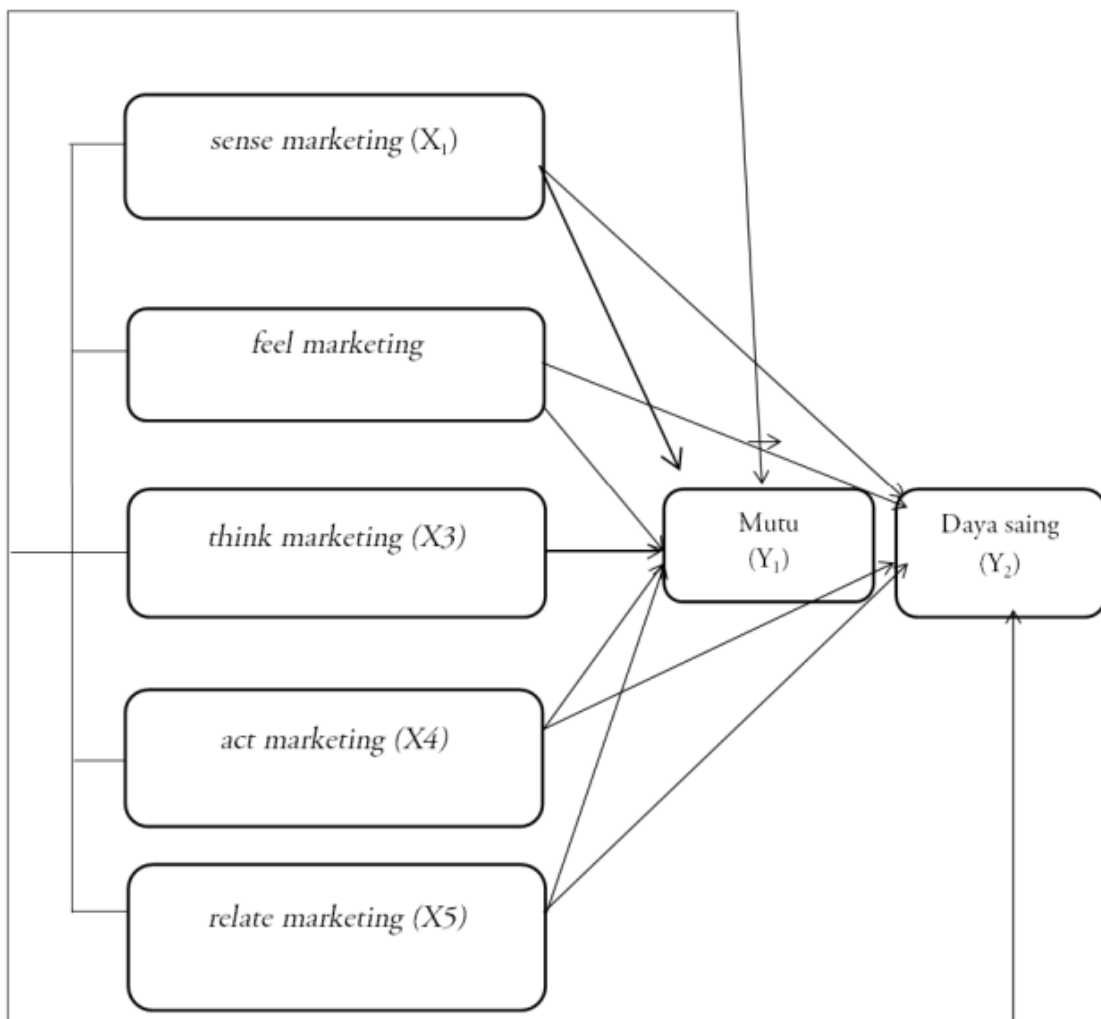 sense marketing (X₁)
feel marketing
think marketing (X3)
Mutu
(Y₁)
Daya saing
(Y₂)
act marketing (X4)
relate marketing (X5)